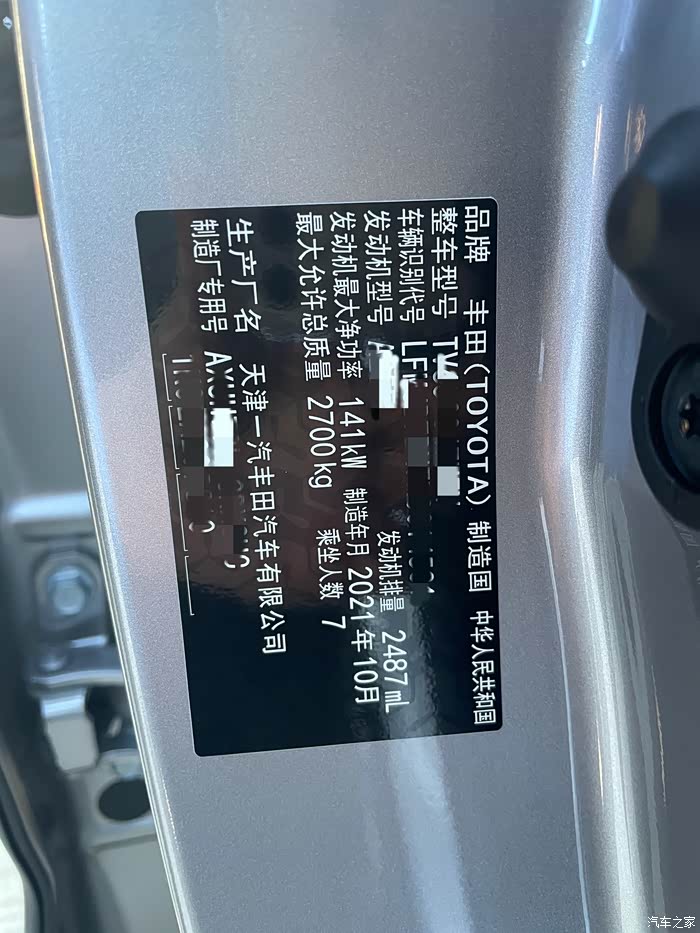 品牌 丰田(TOYOTA) 制造国 中华人民共和国
整车型号
车辆识别代号
发动机型号 发动机排量 2487mL
发动机最大净功率 141kW 制造年月 2021年10月
最大允许总质量 2700kg 乘坐人数 7
生产厂名 天津一汽丰田汽车有限公司
制造厂专用号
汽车之家